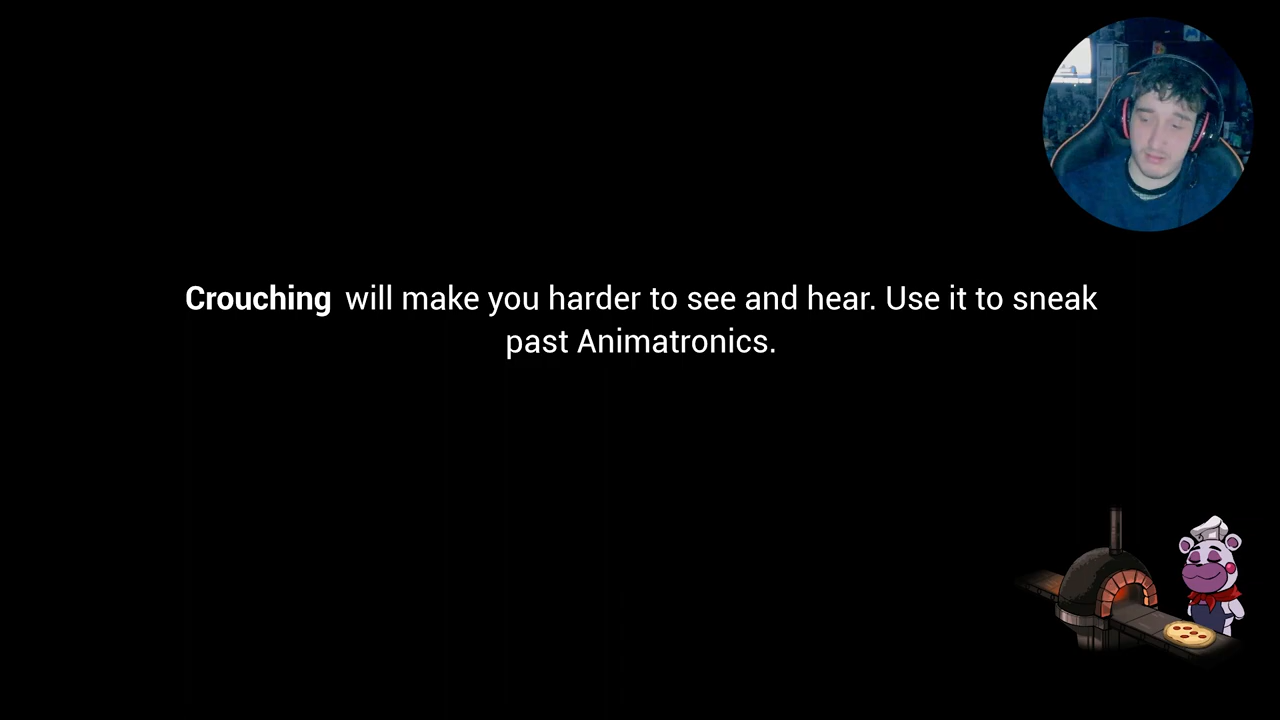 Crouching will make you harder to see and hear. Use it to sneak
past Animatronics.